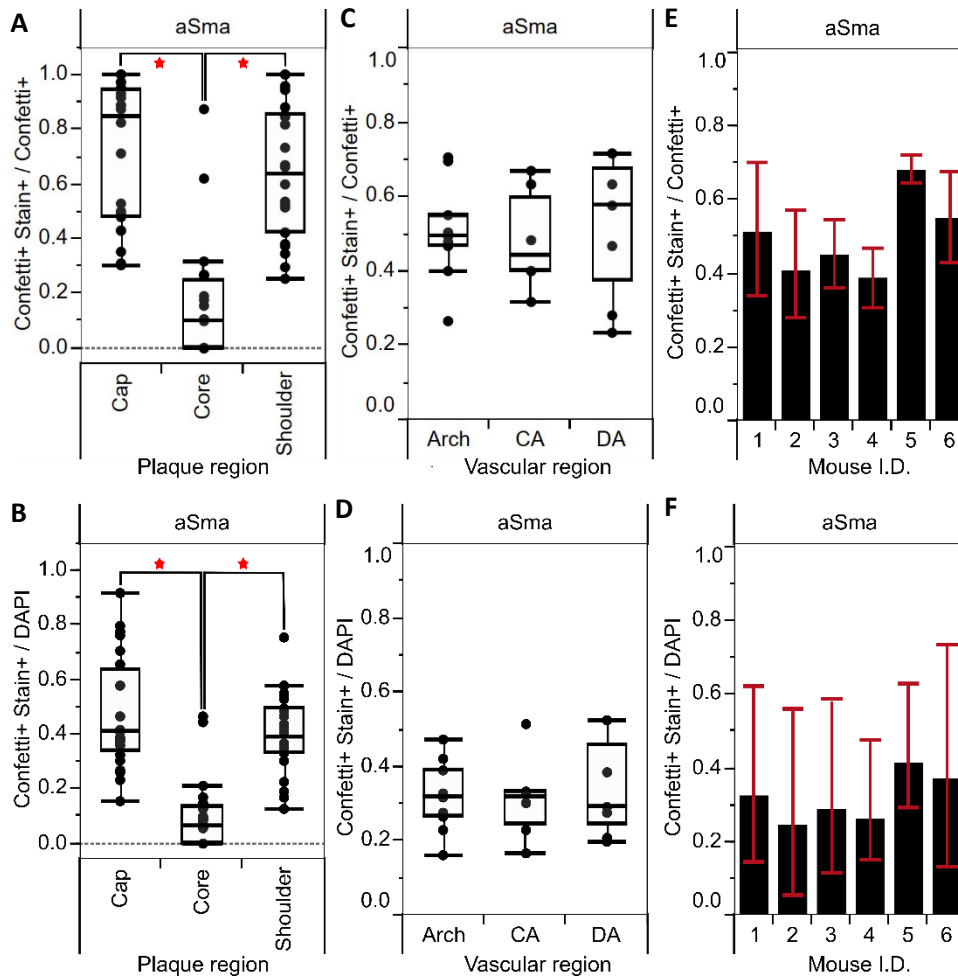 A
aSma
Confetti+ Stain+ / Confetti+
1.0
0.8
0.6
0.4
0.2
0.0
Cap
Core
Shoulder
Plaque region
C
aSma
Confetti+ Stain+ / Confetti+
1.0
0.8
0.6
0.4
0.2
0.0
Arch CA DA
Vascular region
E
aSma
Confetti+ Stain+ / Confetti+
1.0
0.8
0.6
0.4
0.2
0.0
1 2 3 4 5 6
Mouse I.D.
B
aSma
Confetti+ Stain+ / DAPI
1.0
0.8
0.6
0.4
0.2
0.0
Cap
Core
Shoulder
Plaque region
D
aSma
Confetti+ Stain+ / DAPI
1.0
0.8
0.6
0.4
0.2
0.0
Arch CA DA
Vascular region
F
aSma
Confetti+ Stain+ / DAPI
1.0
0.8
0.6
0.4
0.2
0.0
1 2 3 4 5 6
Mouse I.D.